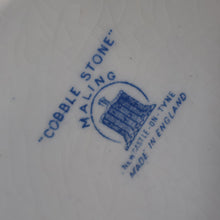 "COBBLE STONE"
MALING
NEWCASTLE-ON-TYNE
MADE IN ENGLAND